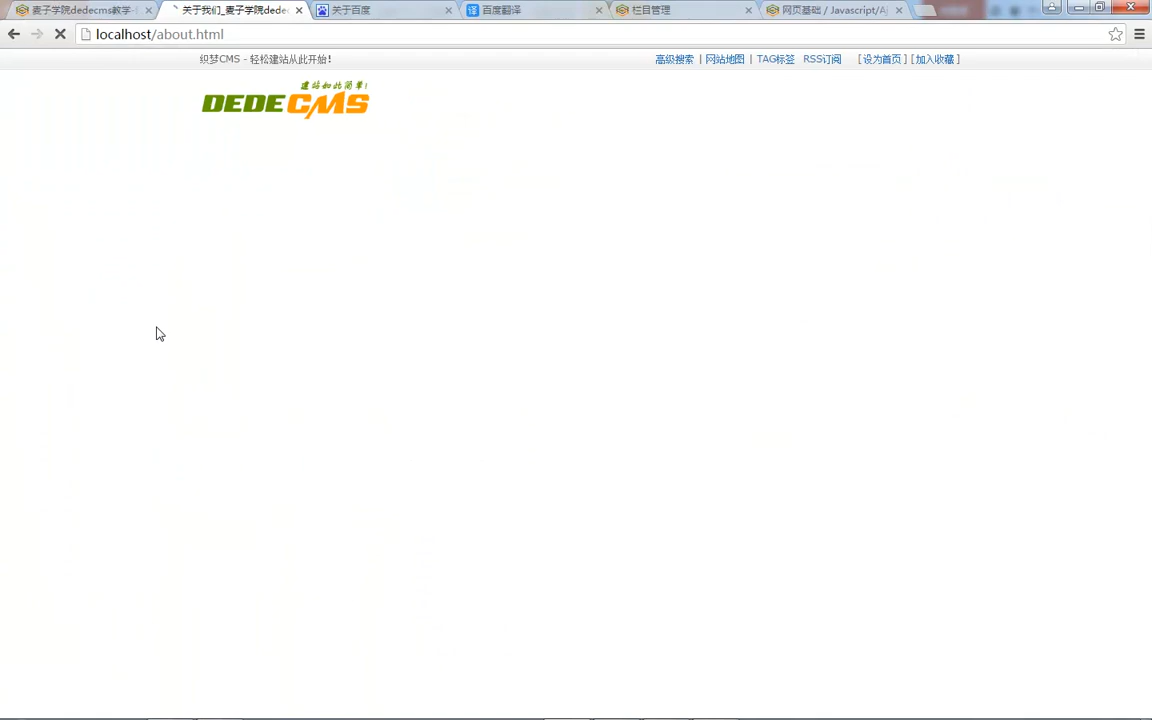 麦子学院dedecms教学-
关于我们_麦子学院dedec
关于百度
译 百度翻译
栏目管理
网页基础 / Javascript/Aj
localhost/about.html
织梦CMS - 轻松建站从此开始!
高级搜索 | 网站地图 | TAG标签 RSS订阅 [设为首页] [加入收藏]
建站如此简单!
DEDECMS